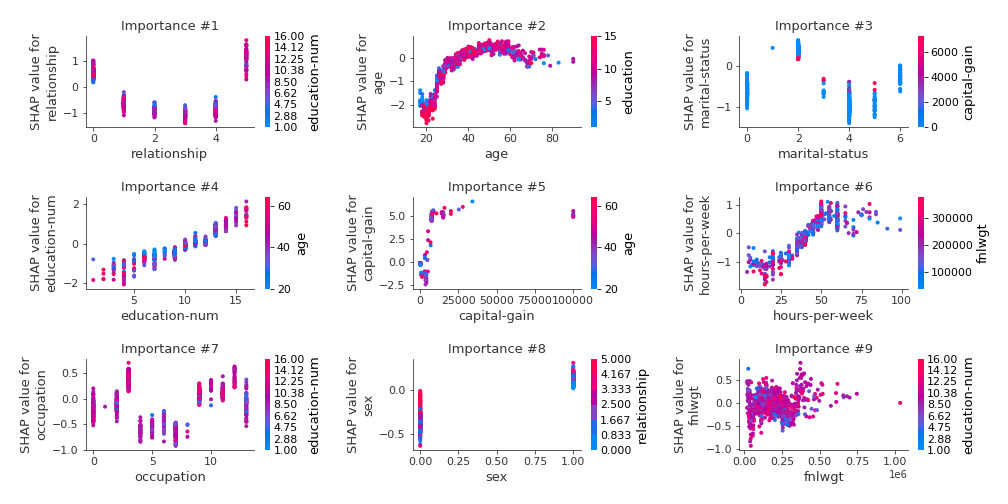 Importance #1
SHAP value for
relationship
1
0
−1
0
2
4
relationship
16.00
14.12
12.25
10.38
8.50
6.62
4.75
2.88
1.00
education-num
Importance #2
SHAP value for
age
0
−1
−2
20
40
60
80
age
15
10
5
education
Importance #3
SHAP value for
marital-status
0
−1
0
2
4
6
marital-status
6000
4000
2000
0
capital-gain
Importance #4
SHAP value for
education-num
2
0
−2
5
10
15
education-num
60
40
20
age
Importance #5
SHAP value for
capital-gain
5.0
2.5
0.0
−2.5
0
25000
50000
75000
100000
capital-gain
60
40
20
age
Importance #6
SHAP value for
hours-per-week
1
0
−1
0
25
50
75
100
hours-per-week
300000
200000
100000
fnlwgt
Importance #7
SHAP value for
occupation
0.5
0.0
−0.5
−1.0
0
5
10
occupation
16.00
14.12
12.25
10.38
8.50
6.62
4.75
2.88
1.00
education-num
Importance #8
SHAP value for
sex
0.0
−0.5
0.00
0.25
0.50
0.75
1.00
sex
5.000
4.167
3.333
2.500
1.667
0.833
0.000
relationship
Importance #9
SHAP value for
fnlwgt
0.5
0.0
−0.5
−1.0
0.00
0.25
0.50
0.75
1.00
1e6
fnlwgt
16.00
14.12
12.25
10.38
8.50
6.62
4.75
2.88
1.00
education-num